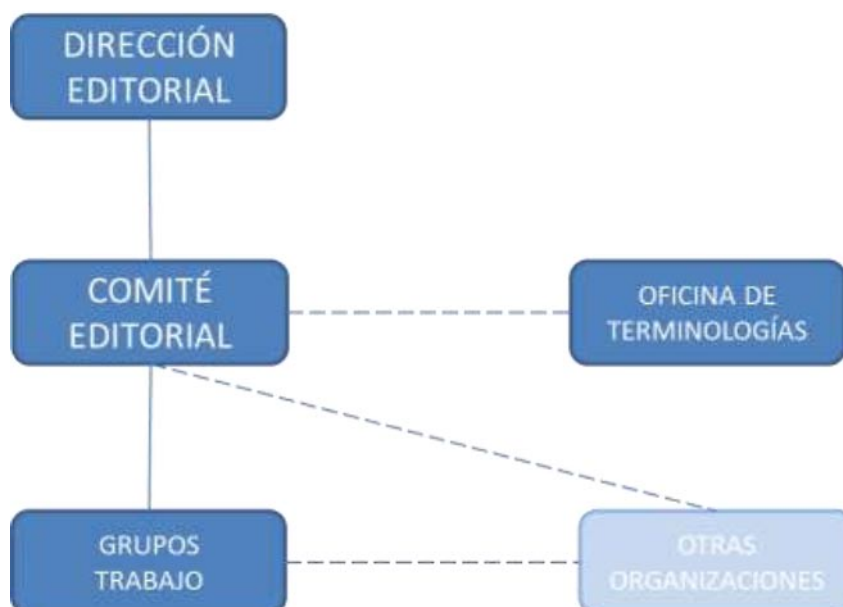 DIRECCIÓN
EDITORIAL
COMITÉ
EDITORIAL
OFICINA DE
TERMINOLOGÍAS
GRUPOS
TRABAJO
OTRAS
ORGANIZACIONES